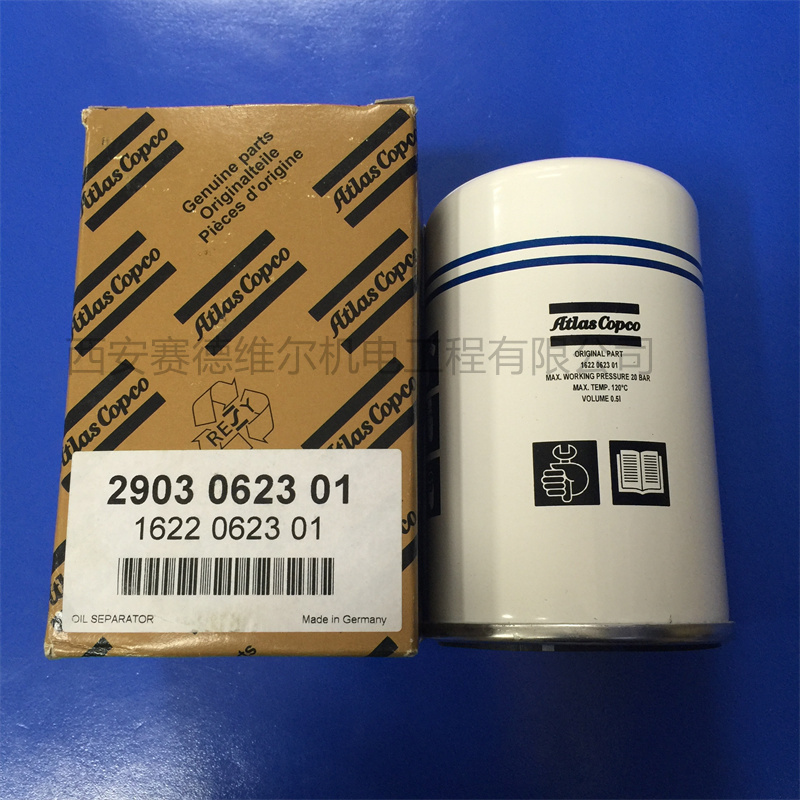 Atlas Copco
Genuine parts
Originalteile
Pièces d'origine
Atlas Copco
Atlas Copco
Atlas Copco
Atlas Copco
Atlas Copco
西安赛德维尔机电工程有限公司
RESY
2903 0623 01
1622 0623 01
OIL SEPARATOR
Made in Germany
Atlas Copco
ORIGINAL PART
1622 0623 01
MAX. WORKING PRESSURE 20 BAR
MAX. TEMP. 120°C
VOLUME 0.5l